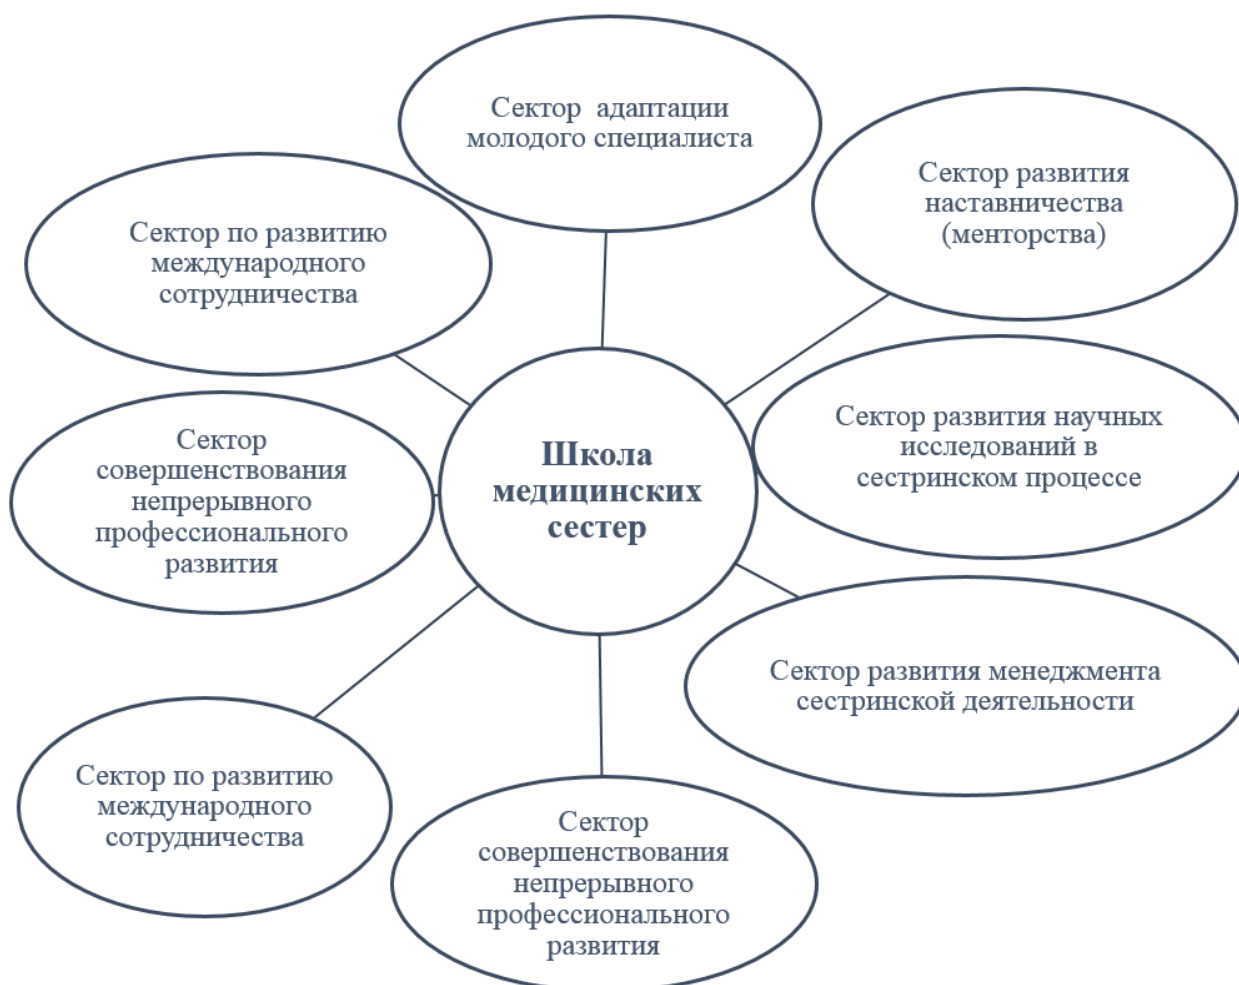 Сектор адаптации
молодого специалиста
Сектор развития
наставничества
(менторства)
Сектор по развитию
международного
сотрудничества
Сектор развития научных
исследований в
сестринском процессе
Сектор
совершенствования
непрерывного
профессионального
развития
Школа
медицинских
сестер
Сектор развития менеджмента
сестринской деятельности
Сектор по развитию
международного
сотрудничества
Сектор
совершенствования
непрерывного
профессионального
развития